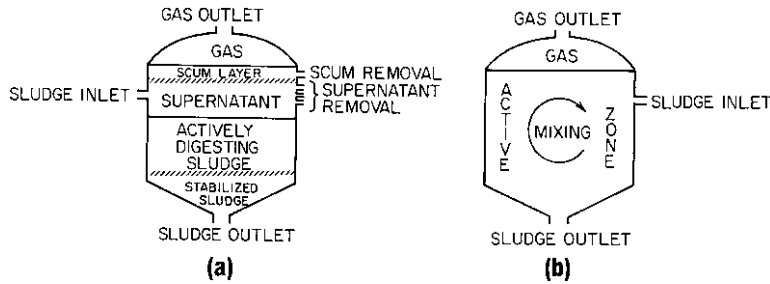 GAS OUTLET
GAS
SCUM LAYER
SCUM REMOVAL
SLUDGE INLET
SUPERNATANT
SUPERNATANT
REMOVAL
ACTIVELY
DIGESTING
SLUDGE
STABILIZED
SLUDGE
SLUDGE OUTLET
(a)
GAS OUTLET
GAS
ACTIVE
MIXING
ZONE
SLUDGE INLET
SLUDGE OUTLET
(b)